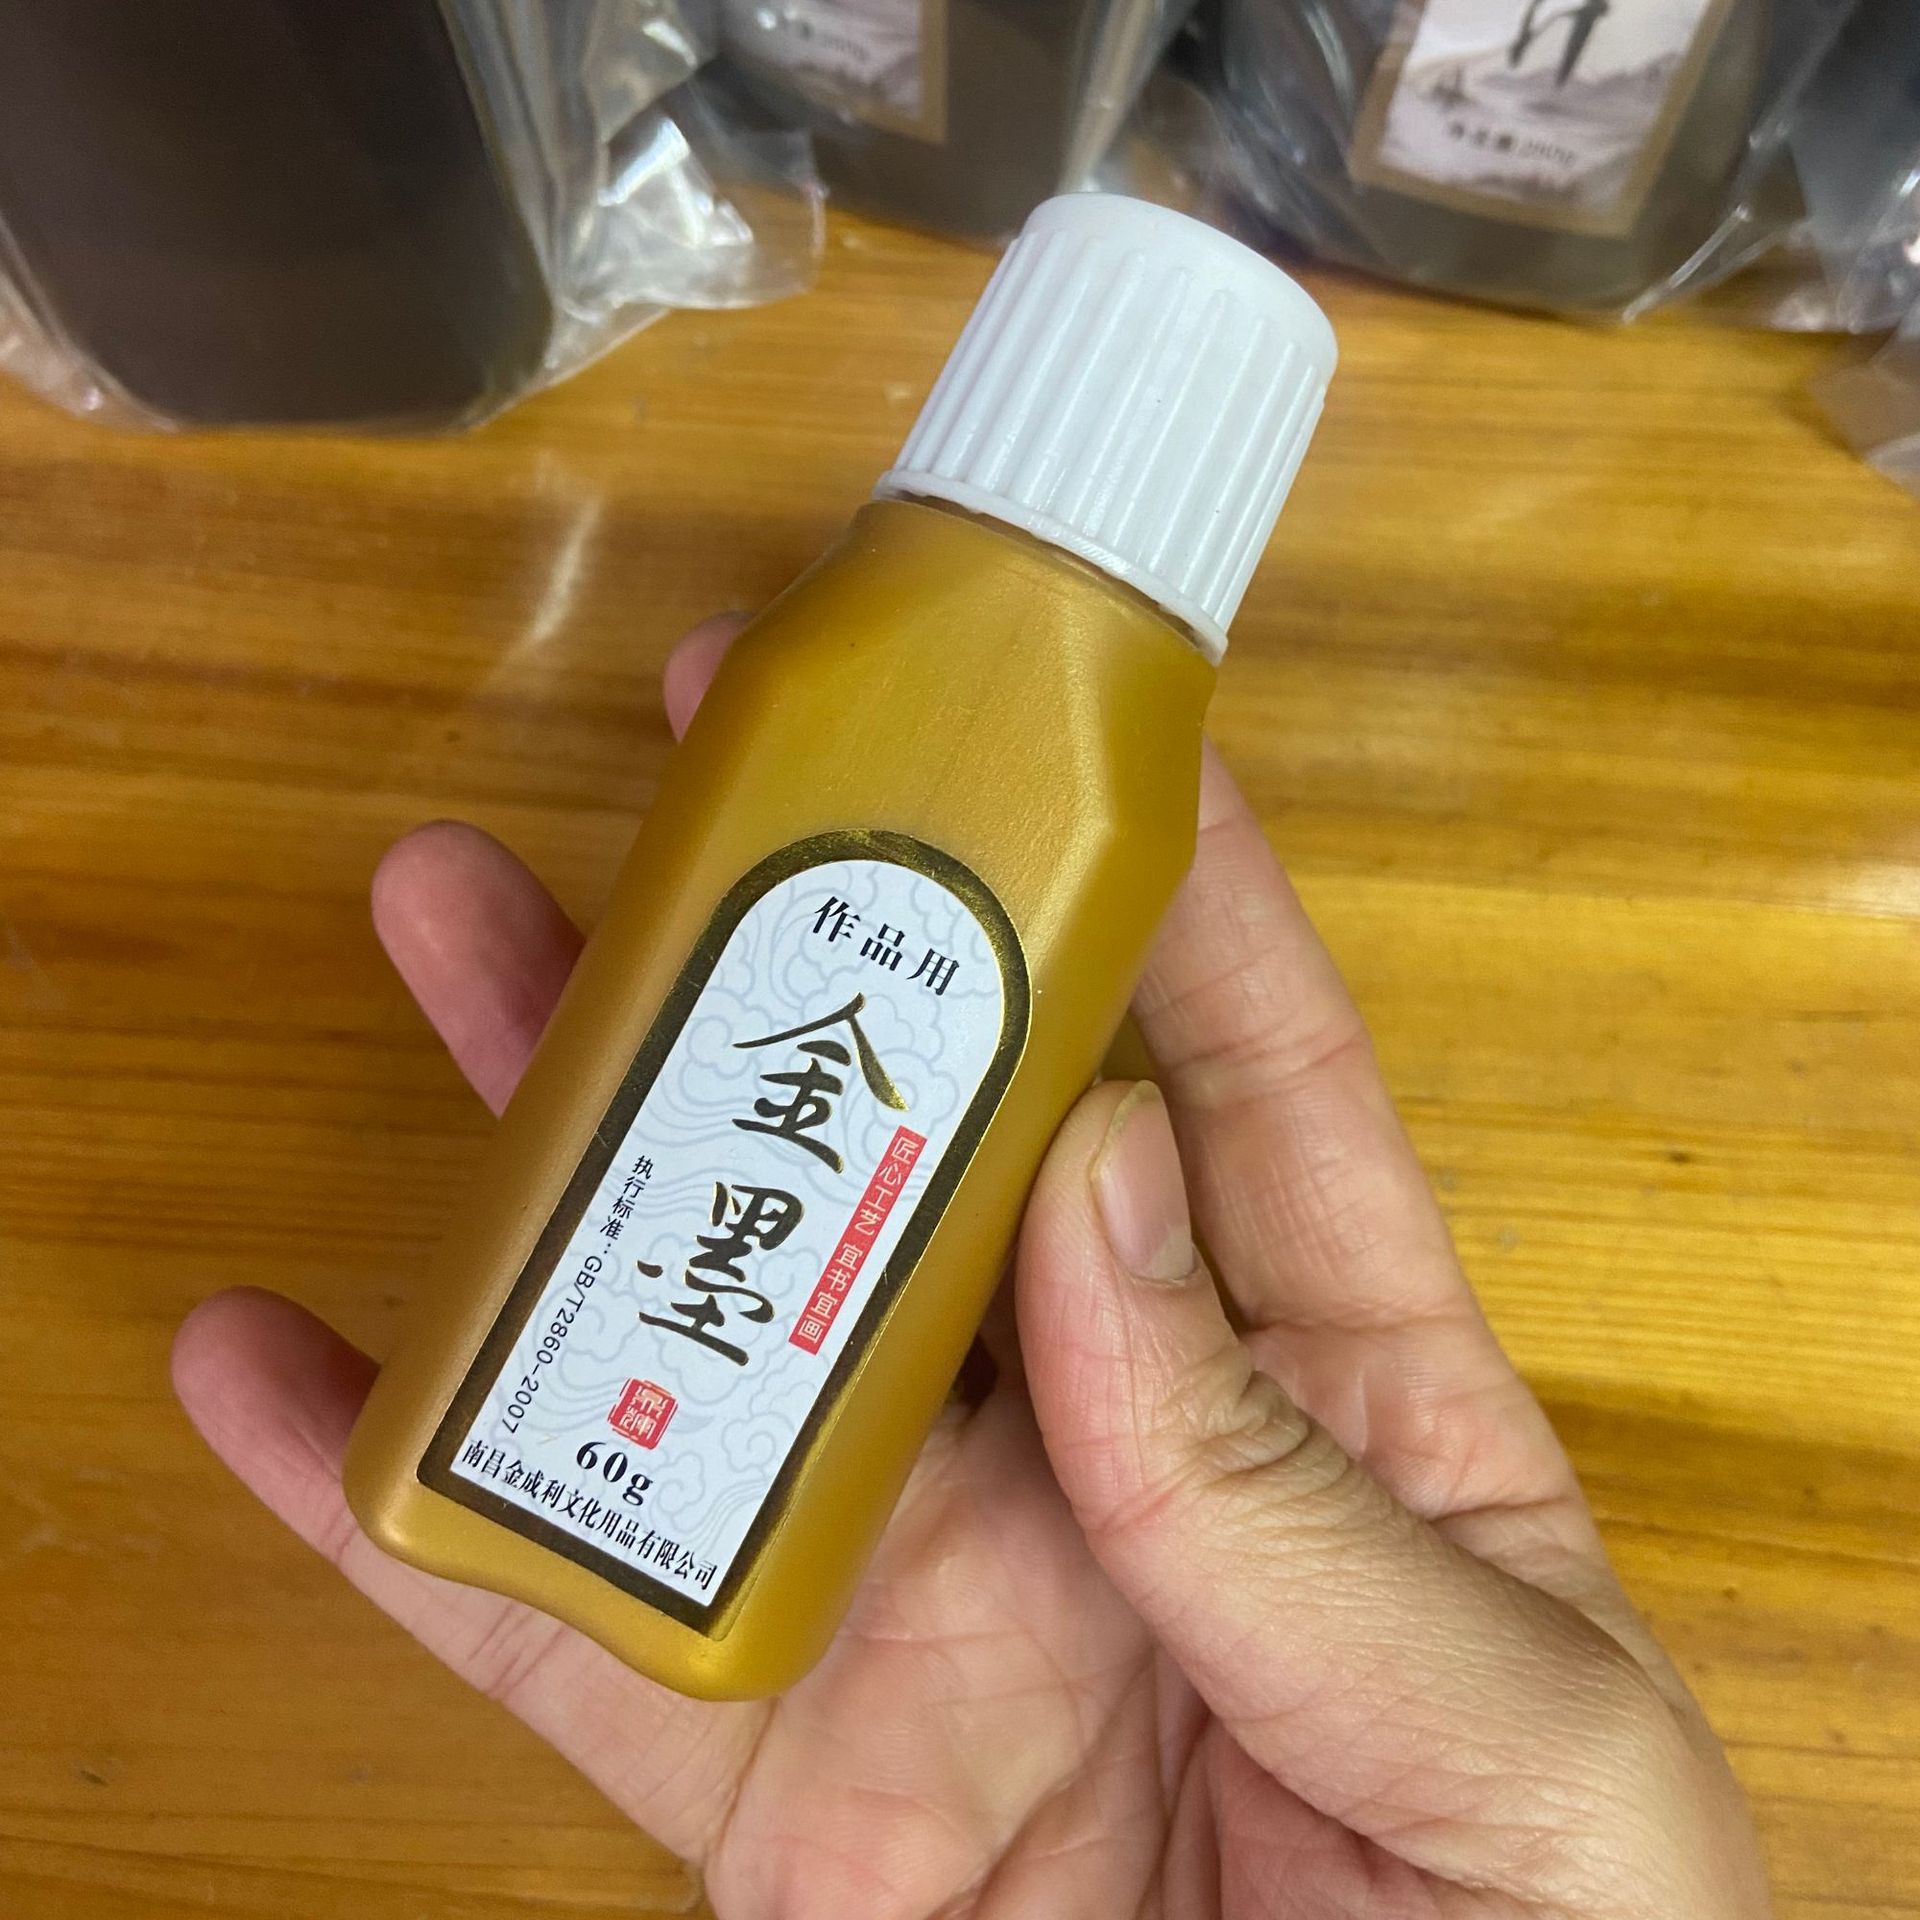 作品用
金墨
匠心工艺 宜书宜画
执行标准：GB/T2860-2007
60g
南昌金成利文化用品有限公司
汁